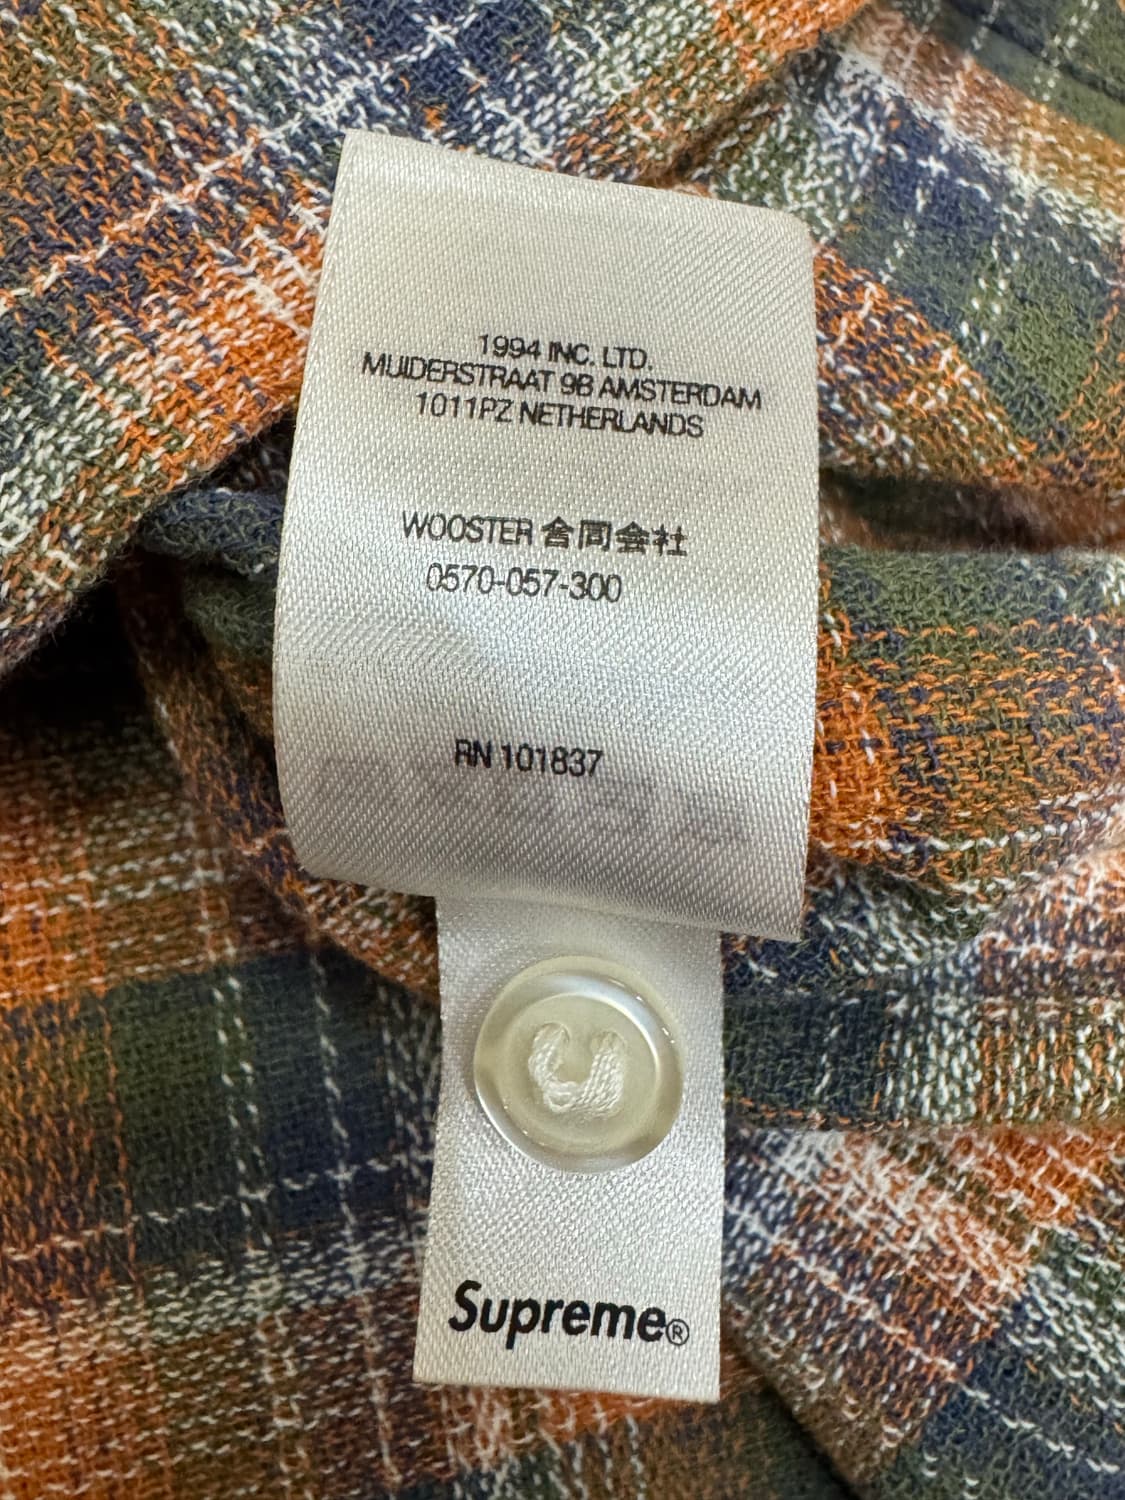 1994 INC. LTD.
MUIDERSTRAAT 9B AMSTERDAM
1011PZ NETHERLANDS
WOOSTER 合同会社
0570-057-300
RN 101837
Supreme®